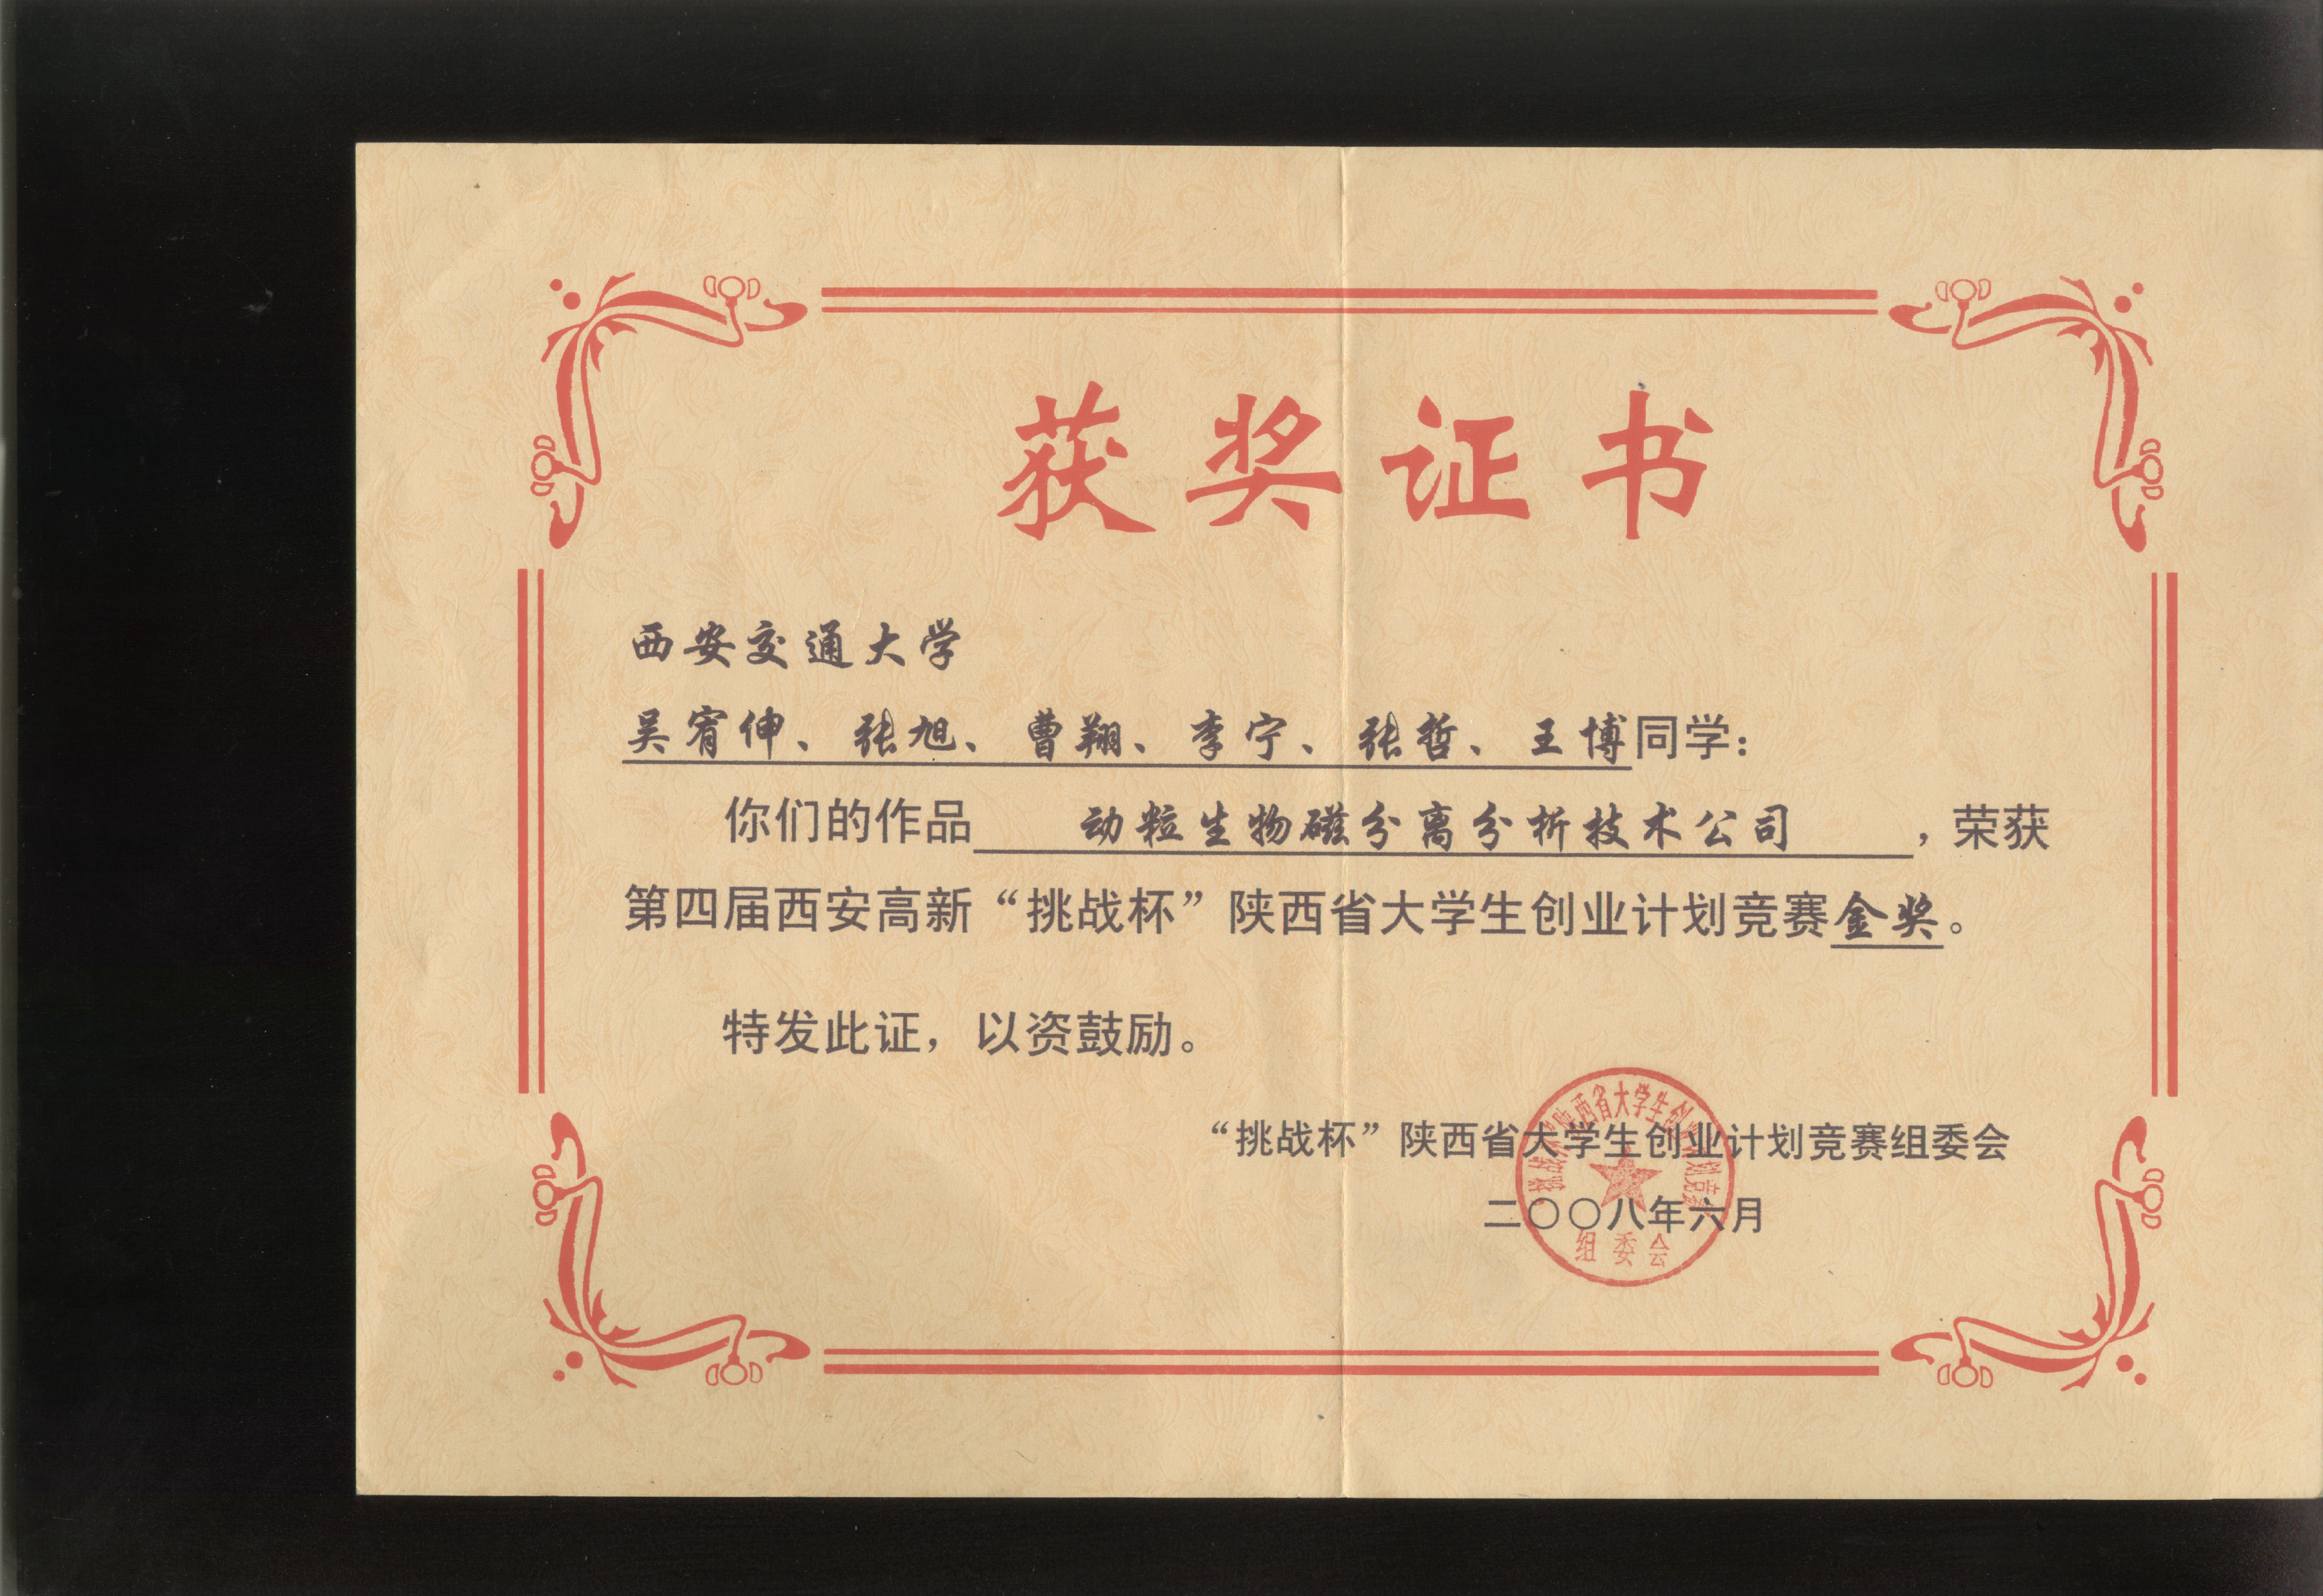 获奖证书
西安交通大学
吴宥伸、张旭、曹翔、李宁、张哲、王博同学：
你们的作品 动粒生物磁分离分析技术公司 ，荣获
第四届西安高新“挑战杯”陕西省大学生创业计划竞赛金奖。
特发此证，以资鼓励。
“挑战杯”陕西省大学生创业计划竞赛组委会
二〇〇八年六月
组委会